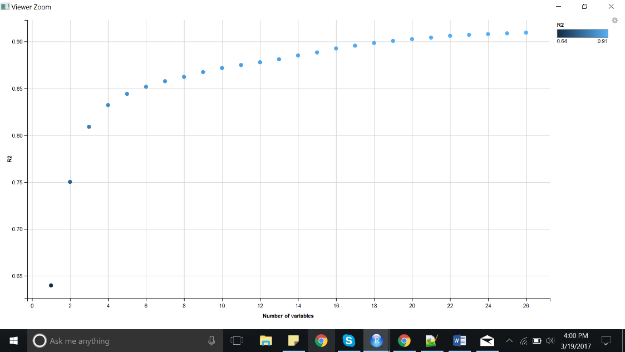 Viewer Zoom
R2
0.64 0.91
0.90
0.85
0.80
0.75
0.70
0.65
R2
0 2 4 6 8 10 12 14 16 18 20 22 24 26
Number of variables
Ask me anything
4:00 PM
3/19/2017